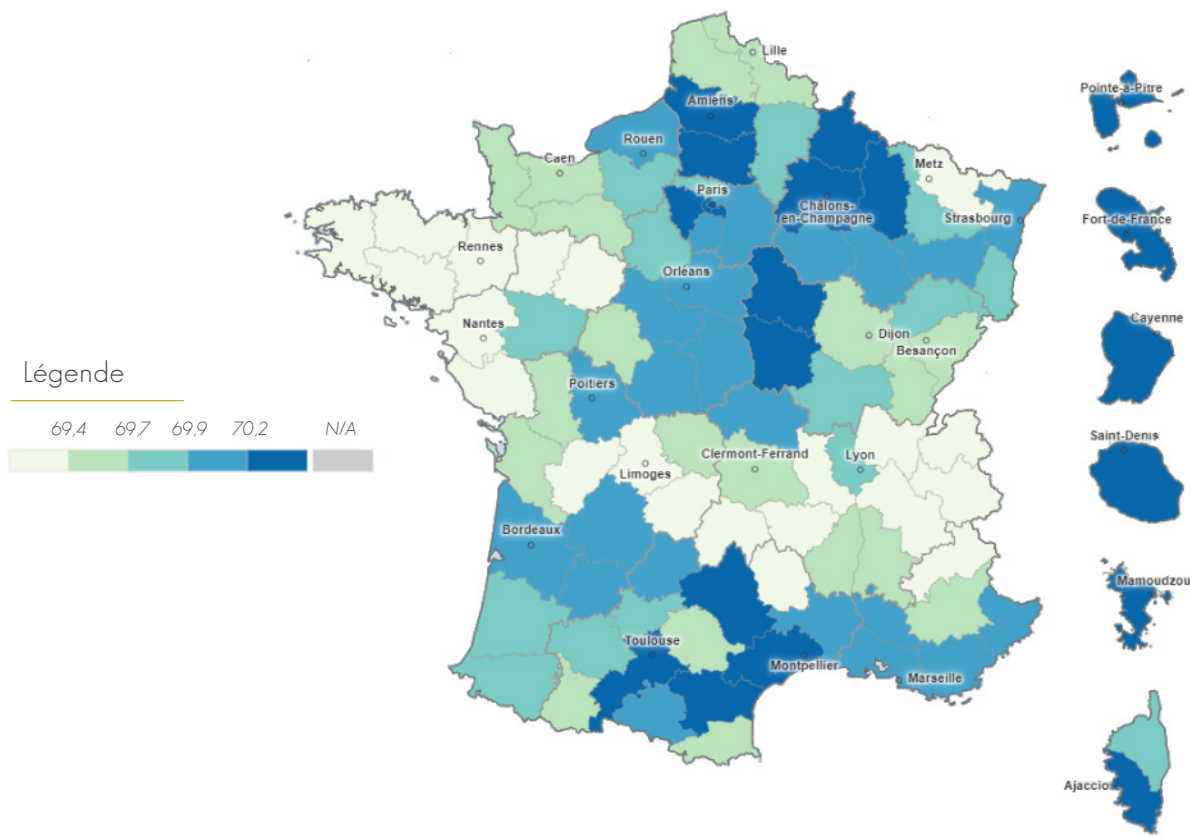 Lille
Amiens
Rouen
Caen
Metz
Paris
Châlons-
en-Champagne
Strasbourg
Rennes
Orléans
Nantes
Dijon
Besançon
Poitiers
Limoges
Clermont-Ferrand
Lyon
Bordeaux
Toulouse
Montpellier
Marseille
Pointe-à-Pitre
Fort-de-France
Cayenne
Saint-Denis
Mamoudzou
Ajaccio
Légende
69,4 69,7 69,9 70,2 N/A